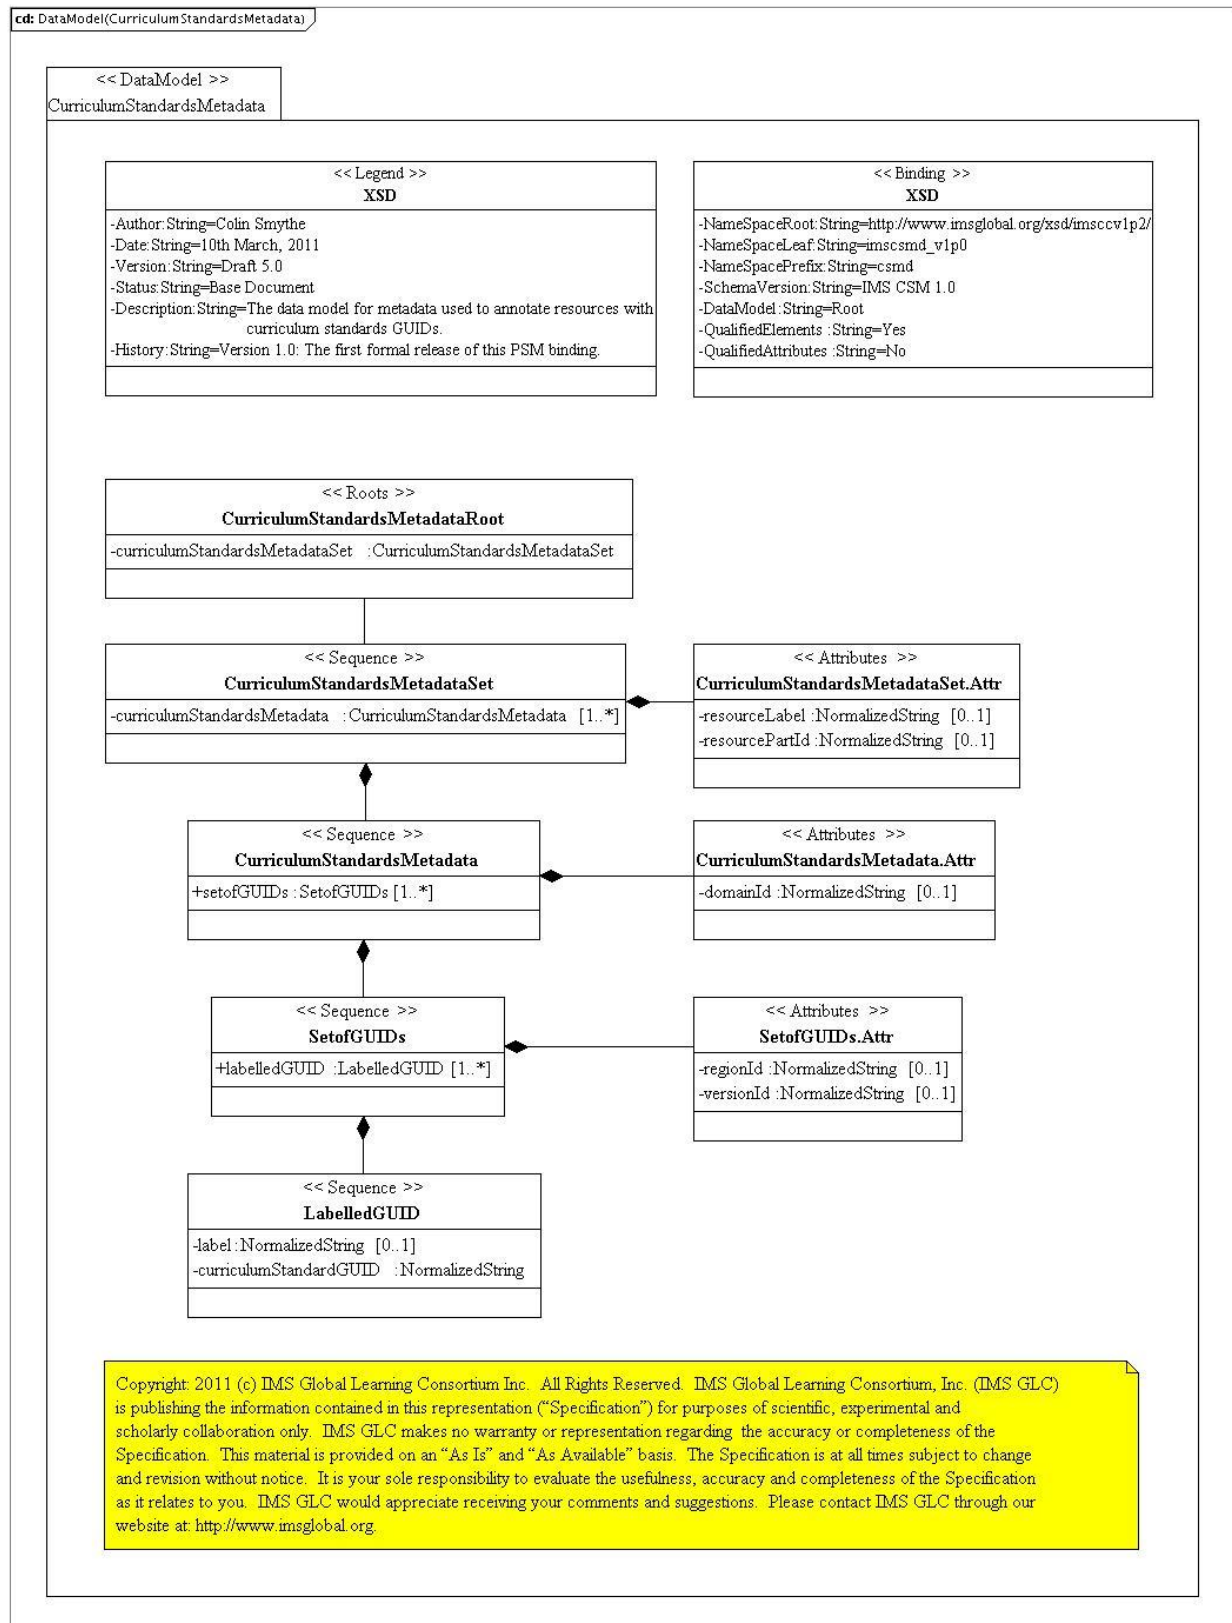 cd: DataModel(CurriculumStandardsMetadata)
<< DataModel >>
CurriculumStandardsMetadata
<< Legend >>
XSD
-Author:String=Colin Smythe
-Date:String=10th March, 2011
-Version:String=Draft 5.0
-Status:String=Base Document
-Description:String=The data model for metadata used to annotate resources with
curriculum standards GUIDs.
-History:String=Version 1.0: The first formal release of this PSM binding.
<< Binding >>
XSD
-NameSpaceRoot:String=http://www.imsglobal.org/xsd/imsccv1p2/
-NameSpaceLeaf:String=imscsmd_v1p0
-NameSpacePrefix:String=csmd
-SchemaVersion:String=IMS CSM 1.0
-DataModel:String=Root
-QualifiedElements :String=Yes
-QualifiedAttributes :String=No
<< Roots >>
CurriculumStandardsMetadataRoot
-curriculumStandardsMetadataSet :CurriculumStandardsMetadataSet
<< Sequence >>
CurriculumStandardsMetadataSet
-curriculumStandardsMetadata :CurriculumStandardsMetadata [1..*]
<< Attributes >>
CurriculumStandardsMetadataSet.Attr
-resourceLabel :NormalizedString [0..1]
-resourcePartId :NormalizedString [0..1]
<< Sequence >>
CurriculumStandardsMetadata
+setofGUIDs : SetofGUIDs [1..*]
<< Attributes >>
CurriculumStandardsMetadata.Attr
-domainId :NormalizedString [0..1]
<< Sequence >>
SetofGUIDs
+labelledGUID :LabelledGUID [1..*]
<< Attributes >>
SetofGUIDs.Attr
-regionId :NormalizedString [0..1]
-versionId :NormalizedString [0..1]
<< Sequence >>
LabelledGUID
-label:NormalizedString [0..1]
-curriculumStandardGUID :NormalizedString
Copyright: 2011 (c) IMS Global Learning Consortium Inc. All Rights Reserved. IMS Global Learning Consortium, Inc. (IMS GLC)
is publishing the information contained in this representation (“Specification”) for purposes of scientific, experimental and
scholarly collaboration only. IMS GLC makes no warranty or representation regarding the accuracy or completeness of the
Specification. This material is provided on an “As Is” and “As Available” basis. The Specification is at all times subject to change
and revision without notice. It is your sole responsibility to evaluate the usefulness, accuracy and completeness of the Specification
as it relates to you. IMS GLC would appreciate receiving your comments and suggestions. Please contact IMS GLC through our
website at: http://www.imsglobal.org.